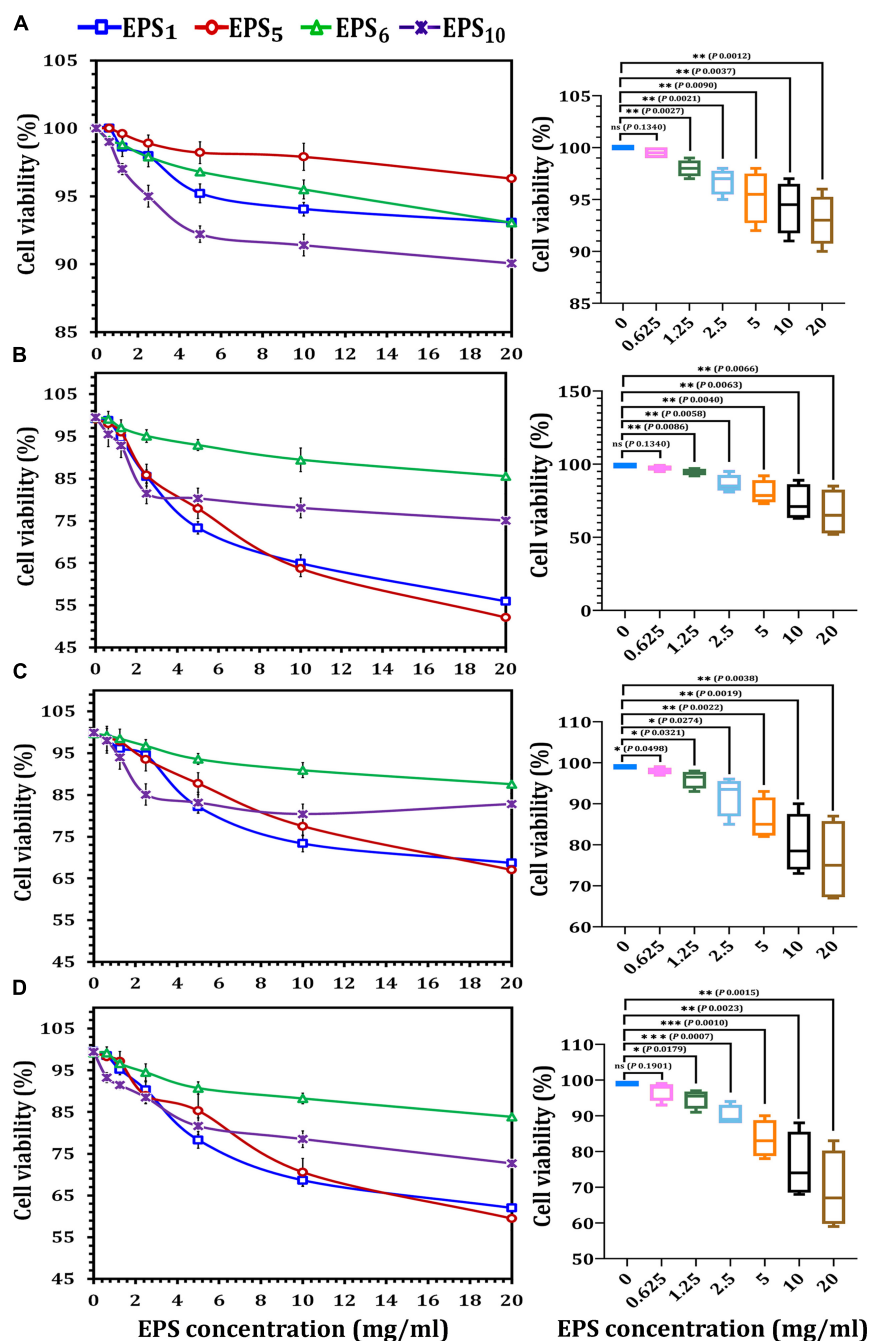 A
EPS1 EPS5 EPS6 EPS10
Cell viability (%)
105
100
95
90
85
0 2 4 6 8 10 12 14 16 18 20
Cell viability (%)
105
100
95
90
85
** (P 0.0012)
** (P 0.0037)
** (P 0.0090)
** (P 0.0021)
** (P 0.0027)
ns (P 0.1340)
0 0.625 1.25 2.5 5 10 20
B
Cell viability (%)
105
95
85
75
65
55
45
0 2 4 6 8 10 12 14 16 18 20
Cell viability (%)
150
100
50
0
** (P 0.0066)
** (P 0.0063)
** (P 0.0040)
** (P 0.0058)
** (P 0.0086)
ns (P 0.1340)
0 0.625 1.25 2.5 5 10 20
C
Cell viability (%)
105
95
85
75
65
55
45
0 2 4 6 8 10 12 14 16 18 20
Cell viability (%)
110
100
90
80
70
60
** (P 0.0038)
** (P 0.0019)
** (P 0.0022)
* (P 0.0274)
* (P 0.0321)
* (P 0.0498)
0 0.625 1.25 2.5 5 10 20
D
Cell viability (%)
105
95
85
75
65
55
45
0 2 4 6 8 10 12 14 16 18 20
EPS concentration (mg/ml)
Cell viability (%)
110
100
90
80
70
60
50
** (P 0.0015)
** (P 0.0023)
*** (P 0.0010)
*** (P 0.0007)
* (P 0.0179)
ns (P 0.1901)
0 0.625 1.25 2.5 5 10 20
EPS concentration (mg/ml)